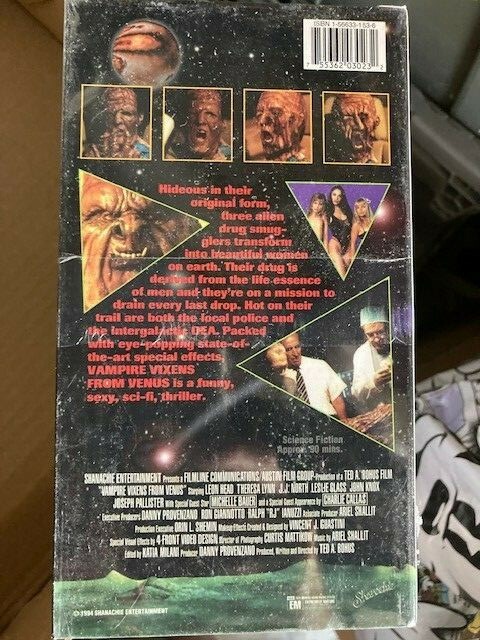 ISBN 1-56633-153-6
7 55362 03023 2
Hideous in their
original form,
three alien
drug smug-
glers transform
into beautiful women
on earth. Their drug is
derived from the life essence
of men and they're on a mission to
drain every last drop. Hot on their
trail are both the local police and
the Intergalactic DEA. Packed
with eye-popping state-of-
the-art special effects,
VAMPIRE VIXENS
FROM VENUS is a funny,
sexy, sci-fi, thriller.
Science Fiction
Approx. 90 mins.
SHANACHIE ENTERTAINMENT Presents a FILMLINE COMMUNICATIONS/AUSTIN FILM GROUP Production of a TED A. BOHUS FILM
"VAMPIRE VIXENS FROM VENUS" Starring LEON HEAD THERESA LYNN J.J. NORTH LESLIE GLASS JOHN KNOX
JOSEPH PALLISTER With Special Guest Star MICHELLE BAUER and a Special Guest Appearance by CHARLIE CALLAS
Executive Producers DANNY PROVENZANO RON GIANNOTTO RALPH "RJ" IANUZZI Associate Producer ARIEL SHALLIT
Production Executive ORIN L. SHEMIN Makeup Effects Created & Designed by VINCENT J. GUASTINI
Special Visual Effects by 4-FRONT VIDEO DESIGN Director of Photography CURTIS MATTIKOW Music by ARIEL SHALLIT
Edited by KATIA MILANI Producer DANNY PROVENZANO Produced, Written and Directed by TED A. BOHUS
EM
Shanachie
© 1994 SHANACHIE ENTERTAINMENT